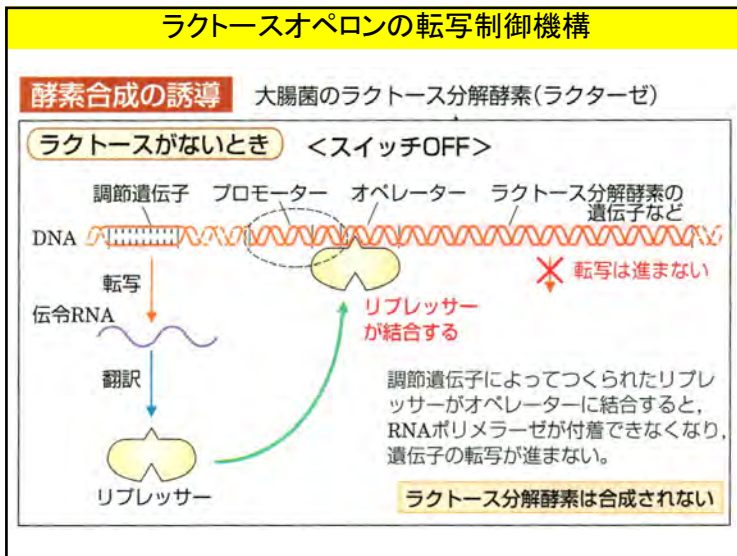 ラクトースオペロンの転写制御機構
酵素合成の誘導 大腸菌のラクトース分解酵素(ラクターゼ)
ラクトースがないとき <スイッチOFF>
調節遺伝子 プロモーター オペレーター ラクトース分解酵素の
遺伝子など
DNA
転写は進まない
転写
伝令RNA
リプレッサー
が結合する
翻訳
調節遺伝子によってつくられたリプレ
ッサーがオペレーターに結合すると,
RNAポリメラーゼが付着できなくなり,
遺伝子の転写が進まない。
リプレッサー
ラクトース分解酵素は合成されない